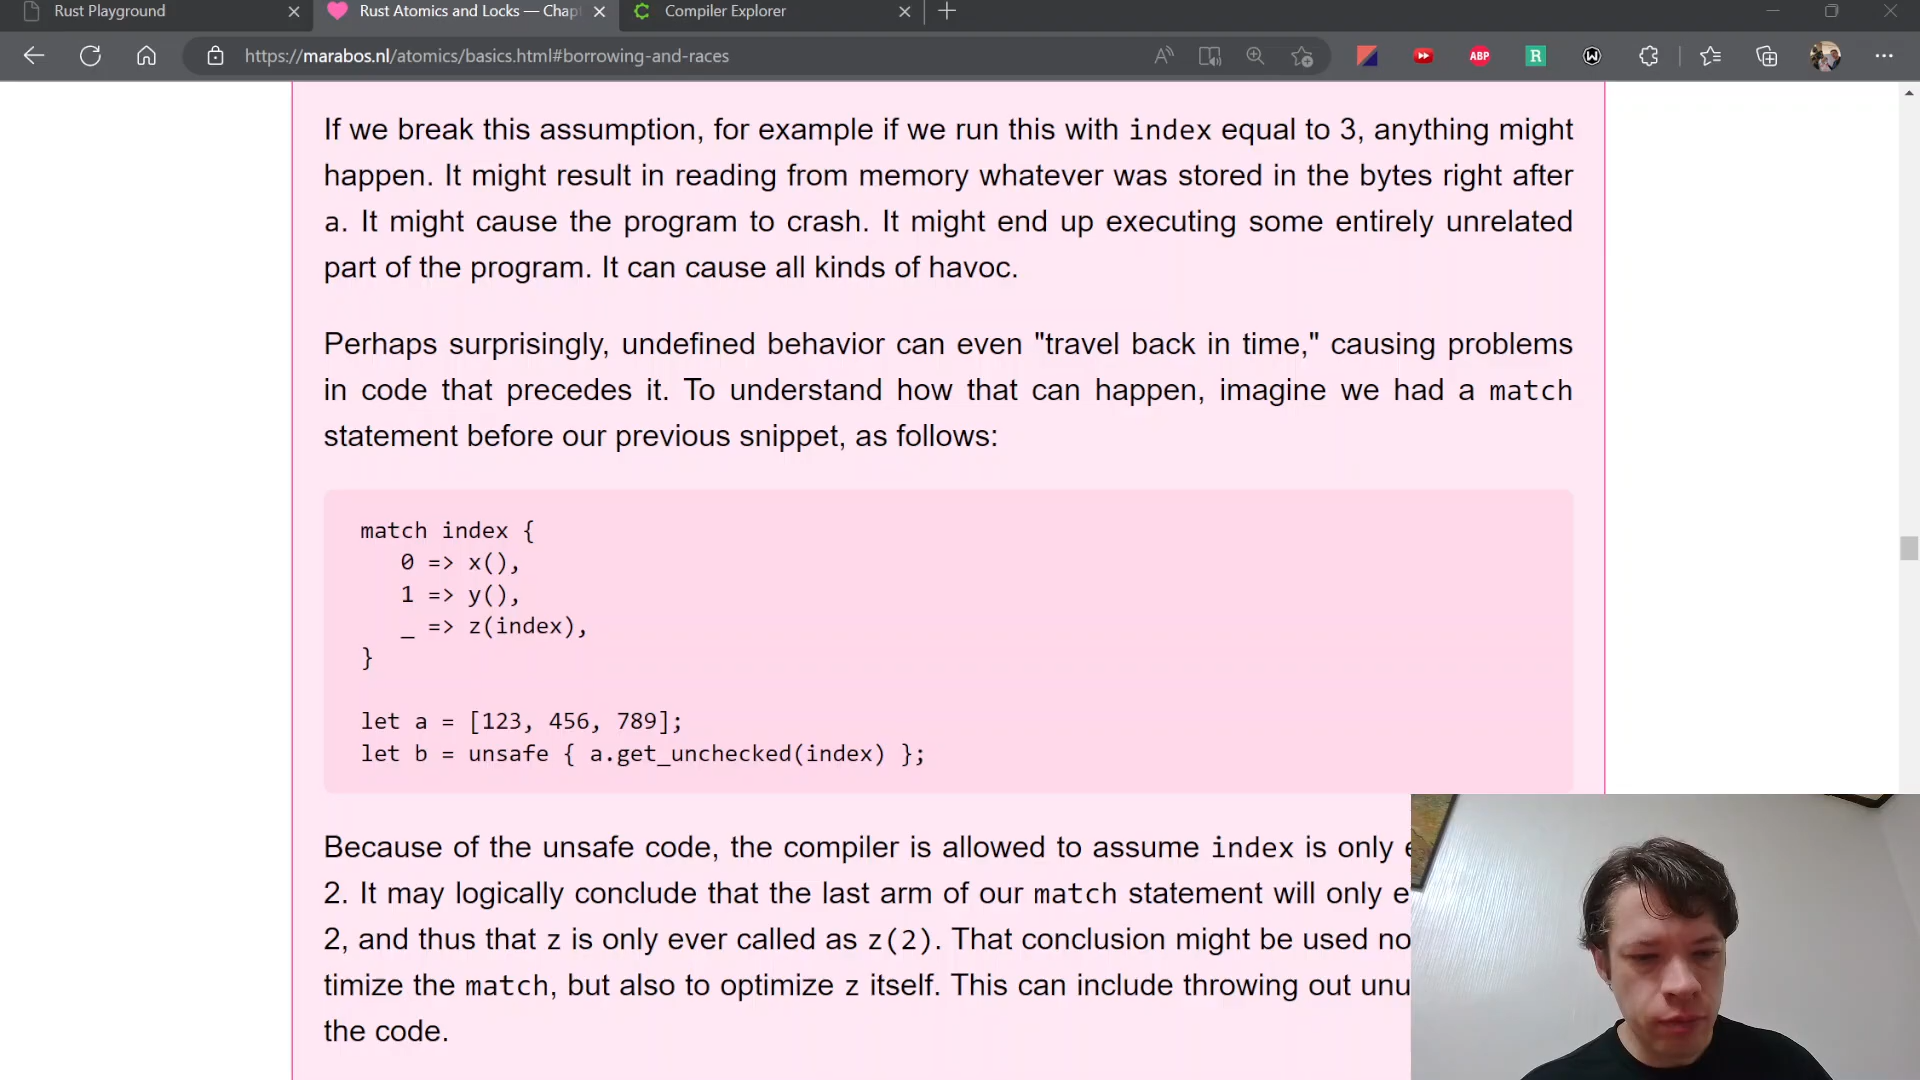 Rust Playground
Rust Atomics and Locks — Chap
Compiler Explorer
https://marabos.nl/atomics/basics.html#borrowing-and-races
ABP
R
W
If we break this assumption, for example if we run this with index equal to 3, anything might
happen. It might result in reading from memory whatever was stored in the bytes right after
a. It might cause the program to crash. It might end up executing some entirely unrelated
part of the program. It can cause all kinds of havoc.
Perhaps surprisingly, undefined behavior can even "travel back in time," causing problems
in code that precedes it. To understand how that can happen, imagine we had a match
statement before our previous snippet, as follows:
match index {
0 => x(),
1 => y(),
_ => z(index),
}
let a = [123, 456, 789];
let b = unsafe { a.get_unchecked(index) };
Because of the unsafe code, the compiler is allowed to assume index is only
2. It may logically conclude that the last arm of our match statement will only
2, and thus that z is only ever called as z(2). That conclusion might be used no
timize the match, but also to optimize z itself. This can include throwing out unu
the code.